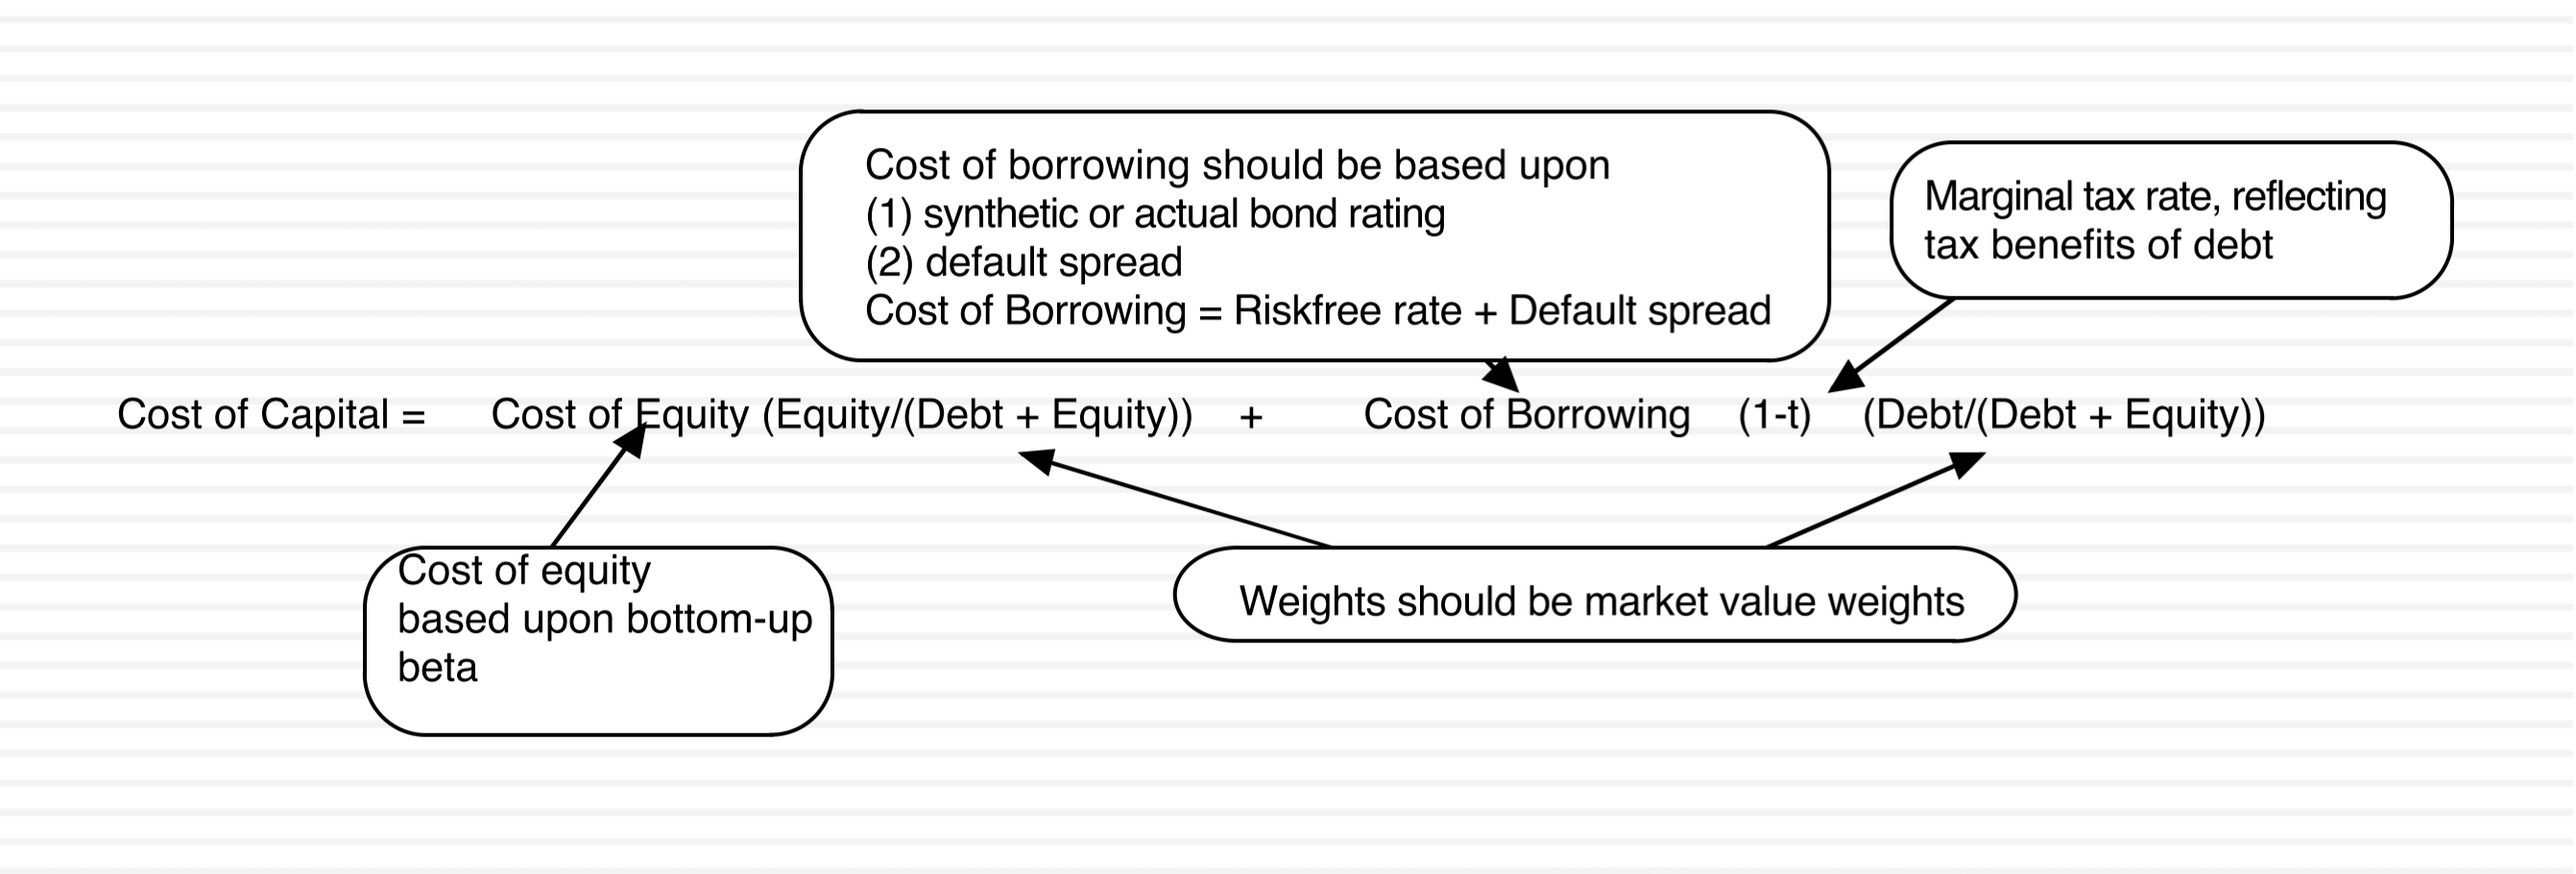 Cost of borrowing should be based upon
(1) synthetic or actual bond rating
(2) default spread
Cost of Borrowing = Riskfree rate + Default spread
Marginal tax rate, reflecting
tax benefits of debt
Cost of Capital = Cost of Equity (Equity/(Debt + Equity)) + Cost of Borrowing (1-t) (Debt/(Debt + Equity))
Cost of equity
based upon bottom-up
beta
Weights should be market value weights